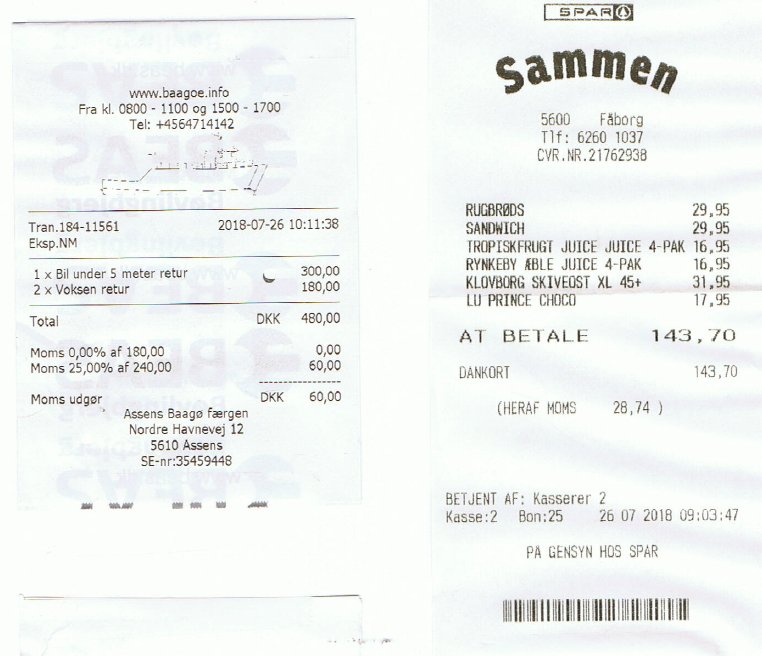 www.baagoe.info
Fra kl. 0800 - 1100 og 1500 - 1700
Tel: +4564714142
Tran.184-11561 2018-07-26 10:11:38
Eksp.NM
1 x Bil under 5 meter retur 300,00
2 x Voksen retur 180,00
Total DKK 480,00
Moms 0,00% af 180,00 0,00
Moms 25,00% af 240,00 60,00
Moms udgør DKK 60,00
Assens Baagø færgen
Nordre Havnevej 12
5610 Assens
SE-nr:35459448
SPAR
Sammen
5600 Fåborg
Tlf: 6260 1037
CVR.NR.21762938
RUGBRØDS 29,95
SANDWICH 29,95
TROPISKFRUGT JUICE JUICE 4-PAK 16,95
RYNKEBY ÆBLE JUICE 4-PAK 16,95
KLOVBORG SKIVEOST XL 45+ 31,95
LU PRINCE CHOCO 17,95
AT BETALE 143,70
DANKORT 143,70
(HERAF MOMS 28,74 )
BETJENT AF: Kasserer 2
Kasse:2 Bon:25 26 07 2018 09:03:47
PÅ GENSYN HOS SPAR